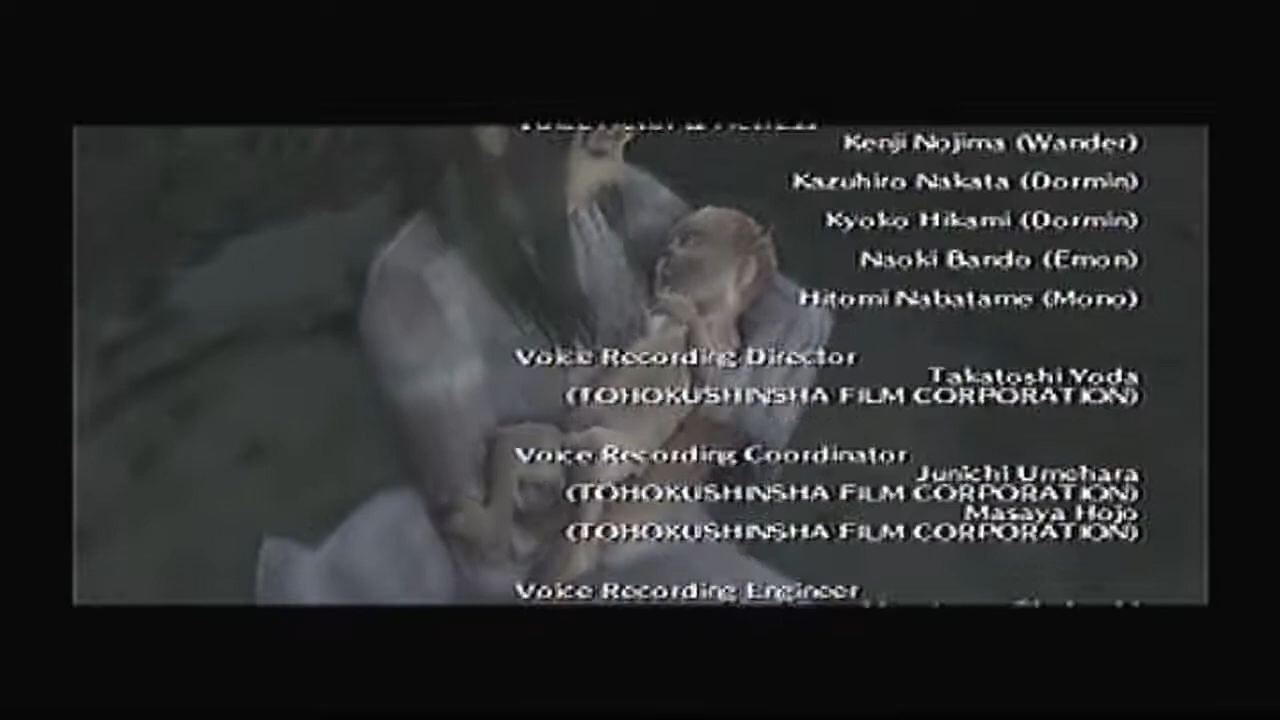 Kenji Nojima (Wander)
Kazuhiro Nakata (Dormin)
Kyoko Hikami (Dormin)
Naoki Bando (Emon)
Hitomi Nabatame (Mono)
Voice Recording Director
Takatoshi Yoda
(TOHOKUSHINSHA FILM CORPORATION)
Voice Recording Coordinator
Junichi Umehara
(TOHOKUSHINSHA FILM CORPORATION)
Masaya Hojo
(TOHOKUSHINSHA FILM CORPORATION)
Voice Recording Engineer